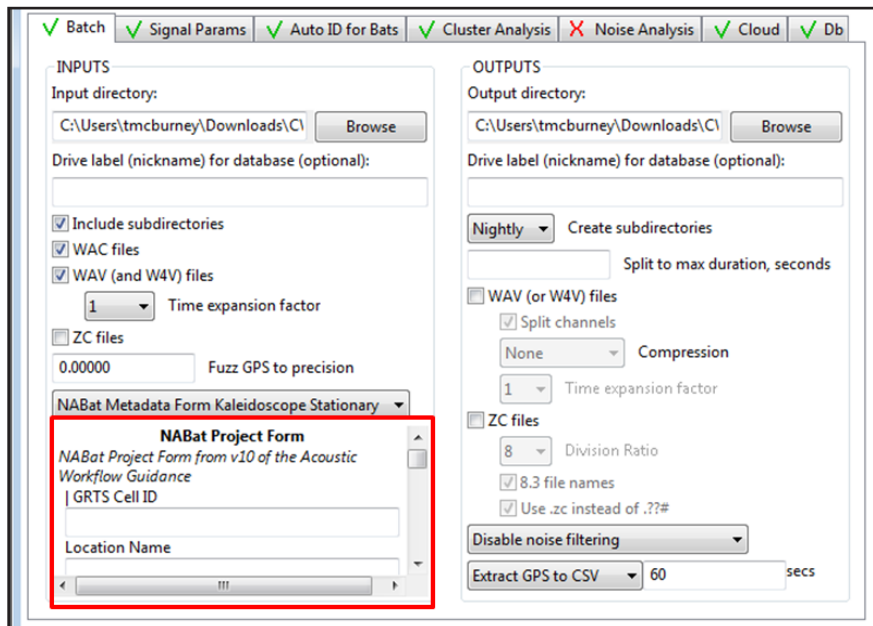 Batch
Signal Params
Auto ID for Bats
Cluster Analysis
Noise Analysis
Cloud
Db
INPUTS
Input directory:
C:\Users\tmcburney\Downloads\C\
Browse
Drive label (nickname) for database (optional):
Include subdirectories
WAC files
WAV (and W4V) files
1
Time expansion factor
ZC files
0.00000
Fuzz GPS to precision
NABat Metadata Form Kaleidoscope Stationary
NABat Project Form
NABat Project Form from v10 of the Acoustic
Workflow Guidance
| GRTS Cell ID
Location Name
OUTPUTS
Output directory:
C:\Users\tmcburney\Downloads\C\
Browse
Drive label (nickname) for database (optional):
Nightly
Create subdirectories
Split to max duration, seconds
WAV (or W4V) files
Split channels
None
Compression
1
Time expansion factor
ZC files
8
Division Ratio
8.3 file names
Use .zc instead of .??#
Disable noise filtering
Extract GPS to CSV
60
secs